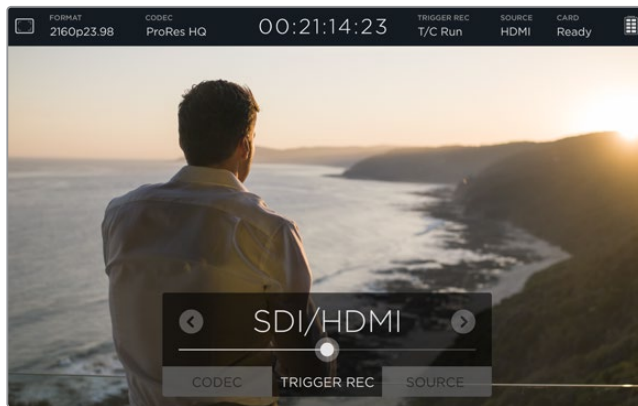 FORMAT CODEC 00:21:14:23 TRIGGER REC SOURCE CARD
2160p23.98 ProRes HQ T/C Run HDMI Ready
SDI/HDMI
CODEC TRIGGER REC SOURCE